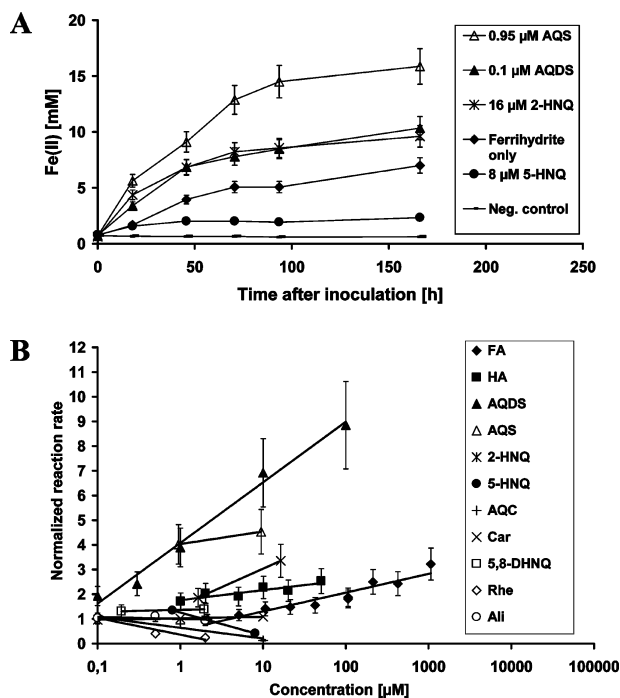 A
Fe(II) [mM]
20
15
10
5
0
0
50
100
150
200
250
Time after inoculation [h]
0.95 µM AQS
0.1 µM AQDS
16 µM 2-HNQ
Ferrihydrite
only
8 µM 5-HNQ
Neg. control
B
Normalized reaction rate
12
11
10
9
8
7
6
5
4
3
2
1
0
0,1
1
10
100
1000
10000
100000
Concentration [µM]
FA
HA
AQDS
AQS
2-HNQ
5-HNQ
AQC
Car
5,8-DHNQ
Rhe
Ali